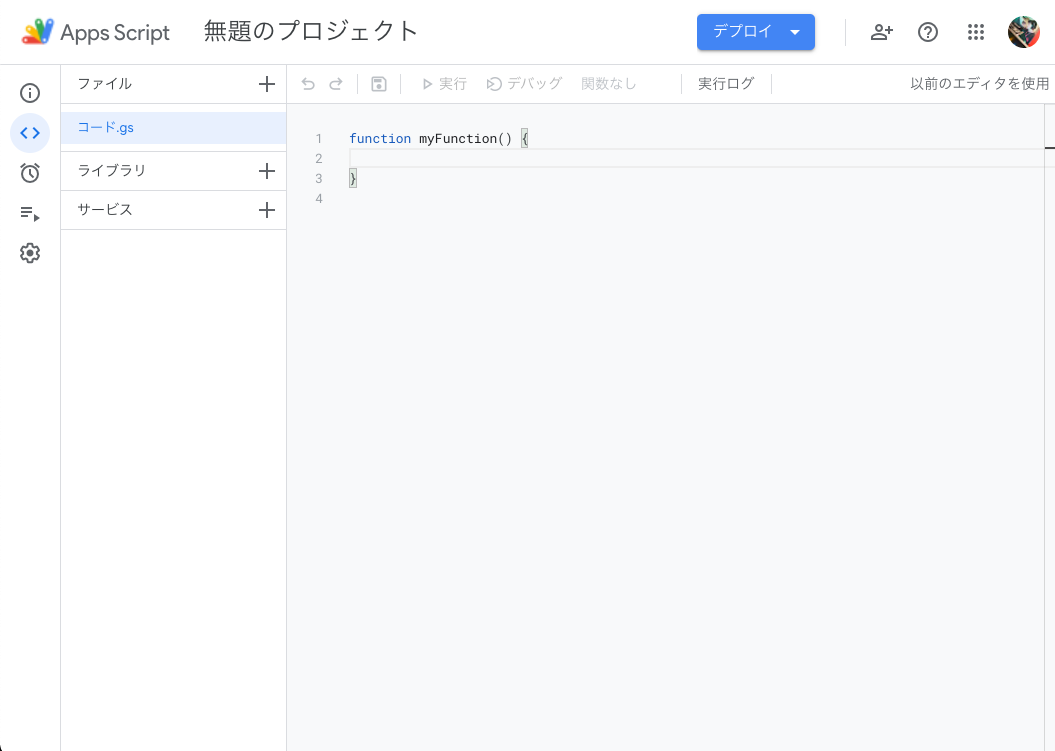 Apps Script 無題のプロジェクト デプロイ
ファイル 実行 デバッグ 関数なし 実行ログ 以前のエディタを使用
コード.gs
ライブラリ
サービス
1 function myFunction() {
2
3 }
4